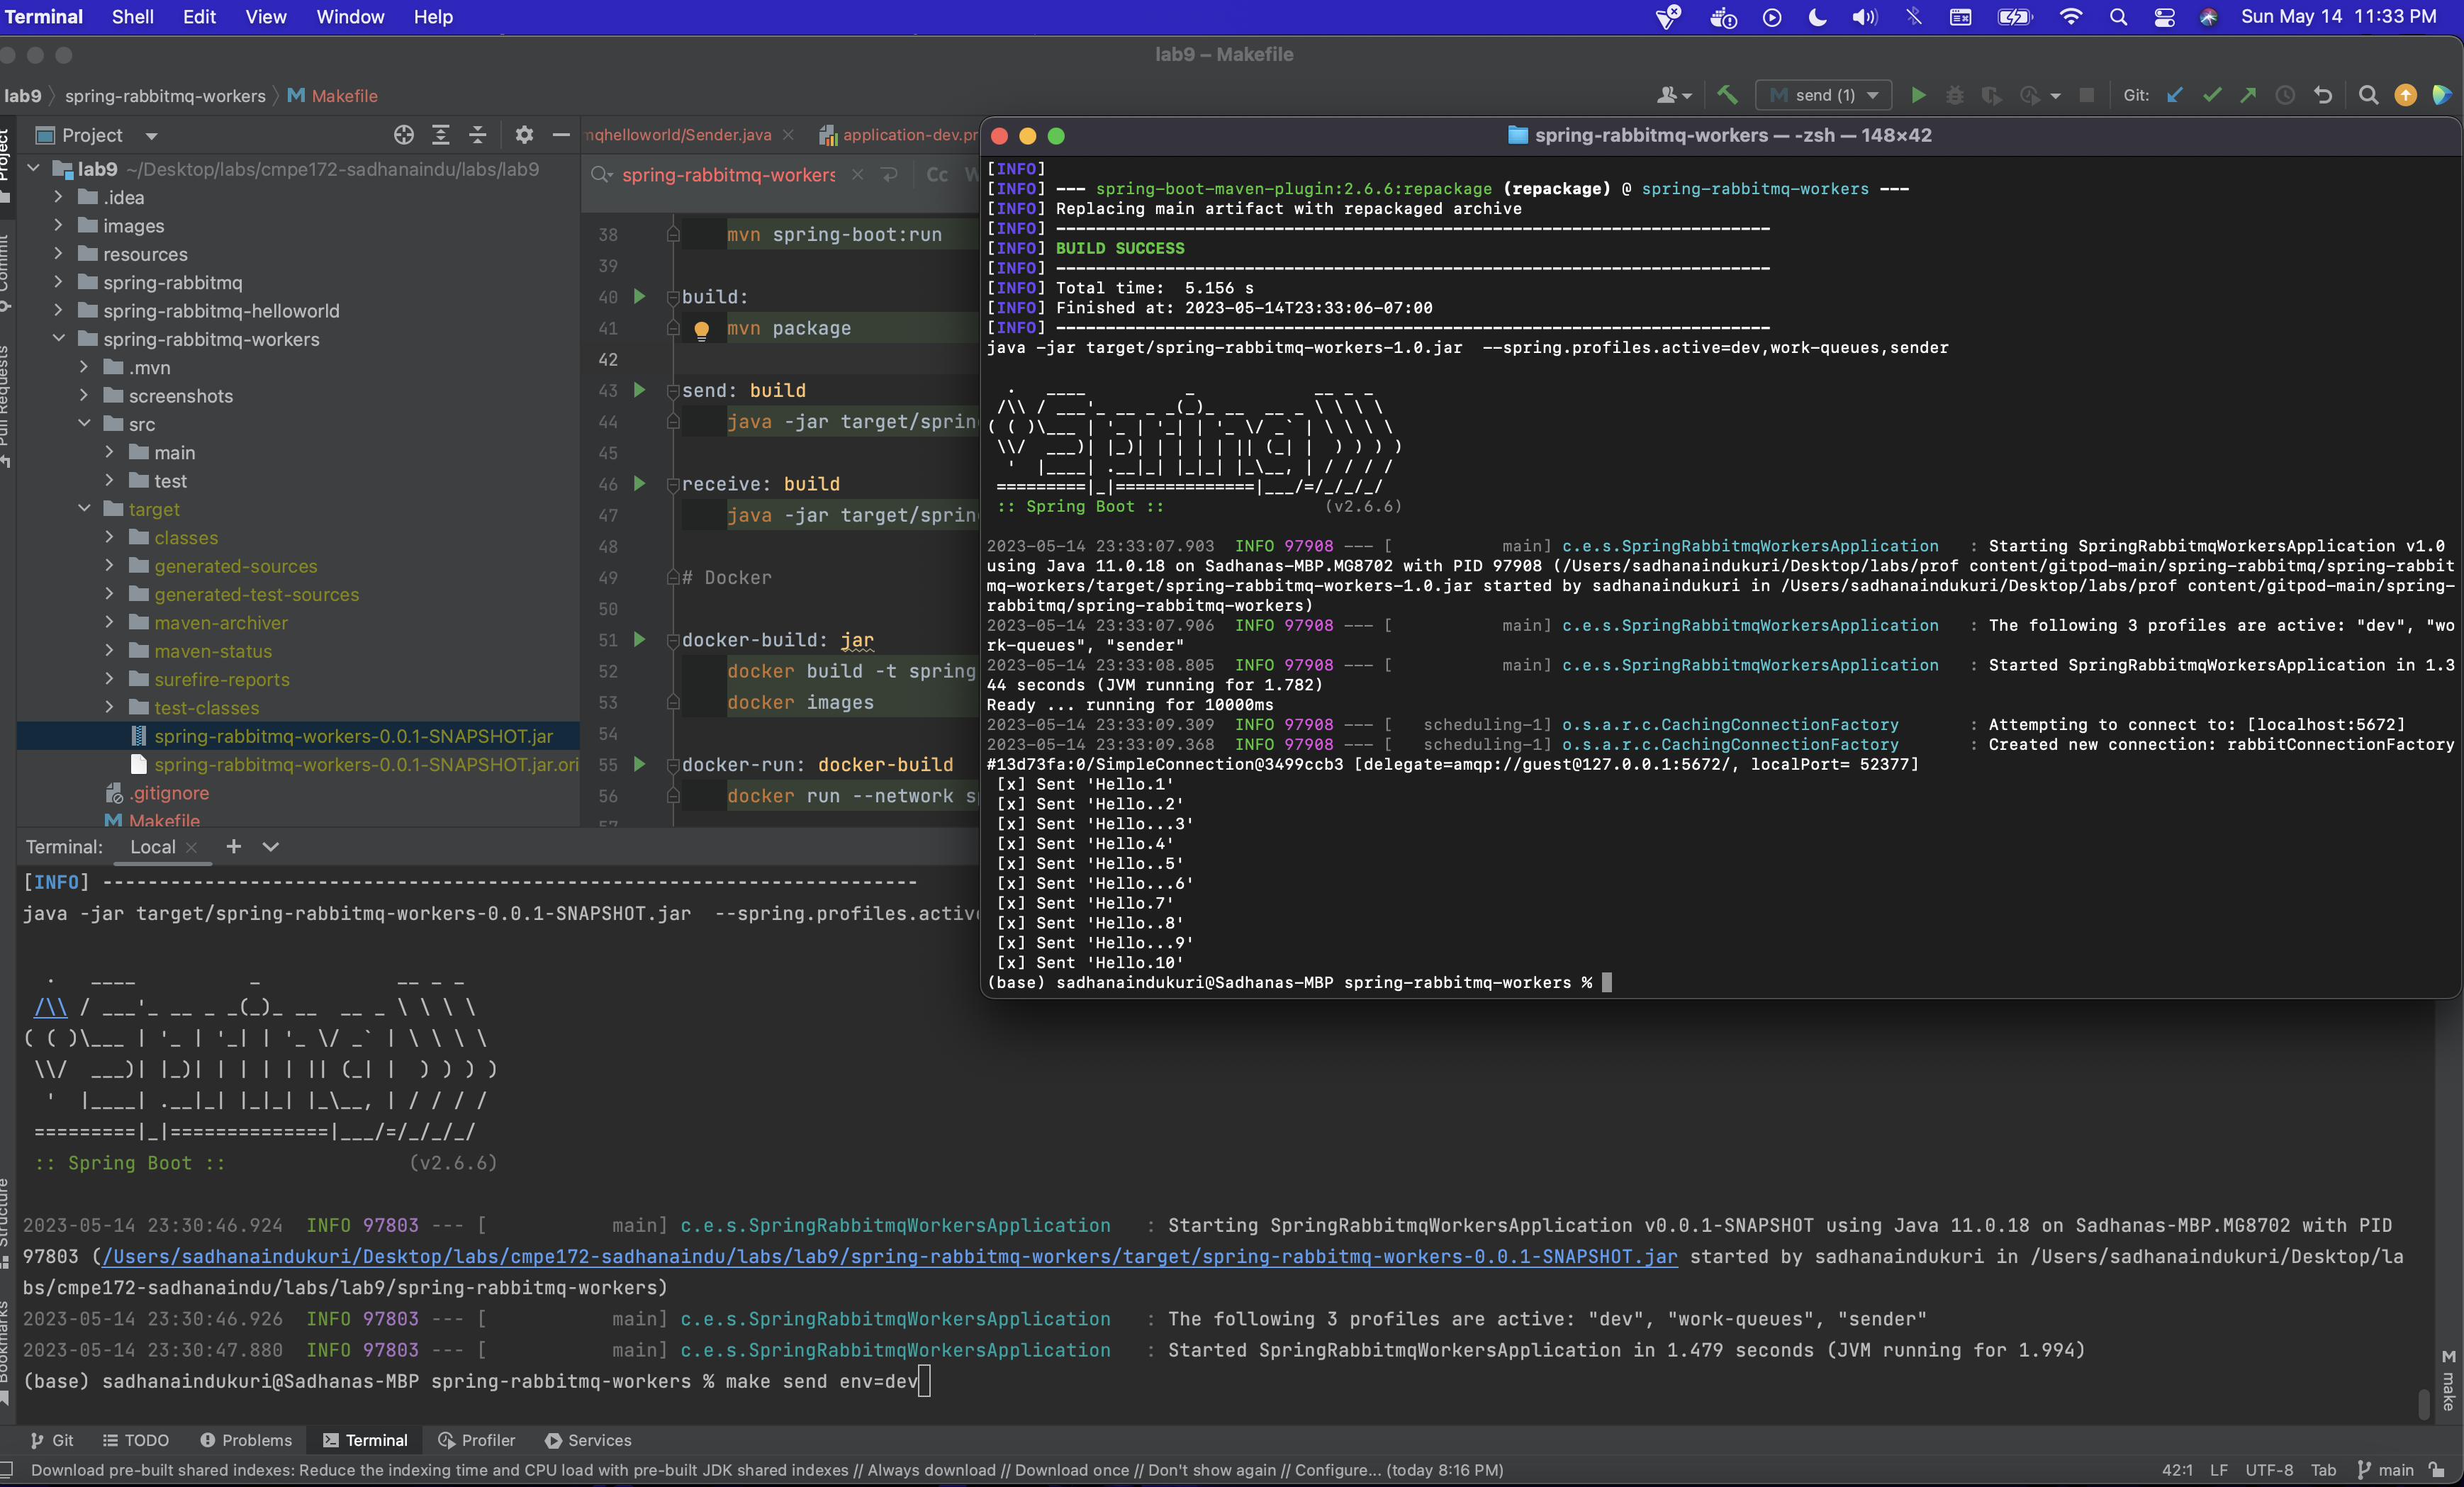 Terminal Shell Edit View Window Help Sun May 14 11:33 PM
lab9 – Makefile
lab9 spring-rabbitmq-workers Makefile send (1) Git:
Project
lab9 ~/Desktop/labs/cmpe172-sadhanaindu/labs/lab9
.idea
images
resources
spring-rabbitmq
spring-rabbitmq-helloworld
spring-rabbitmq-workers
.mvn
screenshots
src
main
test
target
classes
generated-sources
generated-test-sources
maven-archiver
maven-status
surefire-reports
test-classes
spring-rabbitmq-workers-0.0.1-SNAPSHOT.jar
spring-rabbitmq-workers-0.0.1-SNAPSHOT.jar.ori
.gitignore
Makefile
Project
Commit
Pull Requests
Structure
Bookmarks
mqhelloworld/Sender.java application-dev.pr
spring-rabbitmq-workers Cc W
38 mvn spring-boot:run
39
40 build:
41 mvn package
42
43 send: build
44 java -jar target/sprin
45
46 receive: build
47 java -jar target/sprin
48
49 # Docker
50
51 docker-build: jar
52 docker build -t spring
53 docker images
54
55 docker-run: docker-build
56 docker run --network s
57
spring-rabbitmq-workers — -zsh — 148×42
[INFO]
[INFO] --- spring-boot-maven-plugin:2.6.6:repackage (repackage) @ spring-rabbitmq-workers ---
[INFO] Replacing main artifact with repackaged archive
[INFO] ------------------------------------------------------------------------
[INFO] BUILD SUCCESS
[INFO] ------------------------------------------------------------------------
[INFO] Total time:  5.156 s
[INFO] Finished at: 2023-05-14T23:33:06-07:00
[INFO] ------------------------------------------------------------------------
java -jar target/spring-rabbitmq-workers-1.0.jar  --spring.profiles.active=dev,work-queues,sender
  .   ____          _            __ _ _
 /\\ / ___'_ __ _ _(_)_ __  __ _ \ \ \ \
( ( )\___ | '_ | '_| | '_ \/ _` | \ \ \ \
 \\/  ___)| |_)| | | | | || (_| |  ) ) ) )
  '  |____| .__|_| |_|_| |_\__, | / / / /
 =========|_|==============|___/=/_/_/_/
 :: Spring Boot ::                (v2.6.6)
2023-05-14 23:33:07.903  INFO 97908 --- [           main] c.e.s.SpringRabbitmqWorkersApplication   : Starting SpringRabbitmqWorkersApplication v1.0
using Java 11.0.18 on Sadhanas-MBP.MG8702 with PID 97908 (/Users/sadhanaindukuri/Desktop/labs/prof content/gitpod-main/spring-rabbitmq/spring-rabbit
mq-workers/target/spring-rabbitmq-workers-1.0.jar started by sadhanaindukuri in /Users/sadhanaindukuri/Desktop/labs/prof content/gitpod-main/spring-
rabbitmq/spring-rabbitmq-workers)
2023-05-14 23:33:07.906  INFO 97908 --- [           main] c.e.s.SpringRabbitmqWorkersApplication   : The following 3 profiles are active: "dev", "wo
rk-queues", "sender"
2023-05-14 23:33:08.805  INFO 97908 --- [           main] c.e.s.SpringRabbitmqWorkersApplication   : Started SpringRabbitmqWorkersApplication in 1.3
44 seconds (JVM running for 1.782)
Ready ... running for 10000ms
2023-05-14 23:33:09.309  INFO 97908 --- [   scheduling-1] o.s.a.r.c.CachingConnectionFactory       : Attempting to connect to: [localhost:5672]
2023-05-14 23:33:09.368  INFO 97908 --- [   scheduling-1] o.s.a.r.c.CachingConnectionFactory       : Created new connection: rabbitConnectionFactory
#13d73fa:0/SimpleConnection@3499ccb3 [delegate=amqp://guest@127.0.0.1:5672/, localPort= 52377]
 [x] Sent 'Hello.1'
 [x] Sent 'Hello..2'
 [x] Sent 'Hello...3'
 [x] Sent 'Hello.4'
 [x] Sent 'Hello..5'
 [x] Sent 'Hello...6'
 [x] Sent 'Hello.7'
 [x] Sent 'Hello..8'
 [x] Sent 'Hello...9'
 [x] Sent 'Hello.10'
(base) sadhanaindukuri@Sadhanas-MBP spring-rabbitmq-workers %
Terminal: Local
[INFO] ------------------------------------------------------------------------
java -jar target/spring-rabbitmq-workers-0.0.1-SNAPSHOT.jar  --spring.profiles.activ
  .   ____          _            __ _ _
 /\\ / ___'_ __ _ _(_)_ __  __ _ \ \ \ \
( ( )\___ | '_ | '_| | '_ \/ _` | \ \ \ \
 \\/  ___)| |_)| | | | | || (_| |  ) ) ) )
  '  |____| .__|_| |_|_| |_\__, | / / / /
 =========|_|==============|___/=/_/_/_/
 :: Spring Boot ::                (v2.6.6)
2023-05-14 23:30:46.924  INFO 97803 --- [           main] c.e.s.SpringRabbitmqWorkersApplication   : Starting SpringRabbitmqWorkersApplication v0.0.1-SNAPSHOT using Java 11.0.18 on Sadhanas-MBP.MG8702 with PID
97803 (/Users/sadhanaindukuri/Desktop/labs/cmpe172-sadhanaindu/labs/lab9/spring-rabbitmq-workers/target/spring-rabbitmq-workers-0.0.1-SNAPSHOT.jar started by sadhanaindukuri in /Users/sadhanaindukuri/Desktop/la
bs/cmpe172-sadhanaindu/labs/lab9/spring-rabbitmq-workers)
2023-05-14 23:30:46.926  INFO 97803 --- [           main] c.e.s.SpringRabbitmqWorkersApplication   : The following 3 profiles are active: "dev", "work-queues", "sender"
2023-05-14 23:30:47.880  INFO 97803 --- [           main] c.e.s.SpringRabbitmqWorkersApplication   : Started SpringRabbitmqWorkersApplication in 1.479 seconds (JVM running for 1.994)
(base) sadhanaindukuri@Sadhanas-MBP spring-rabbitmq-workers % make send env=dev
M make
Git TODO Problems Terminal Profiler Services
Download pre-built shared indexes: Reduce the indexing time and CPU load with pre-built JDK shared indexes // Always download // Download once // Don't show again // Configure... (today 8:16 PM) 42:1 LF UTF-8 Tab main